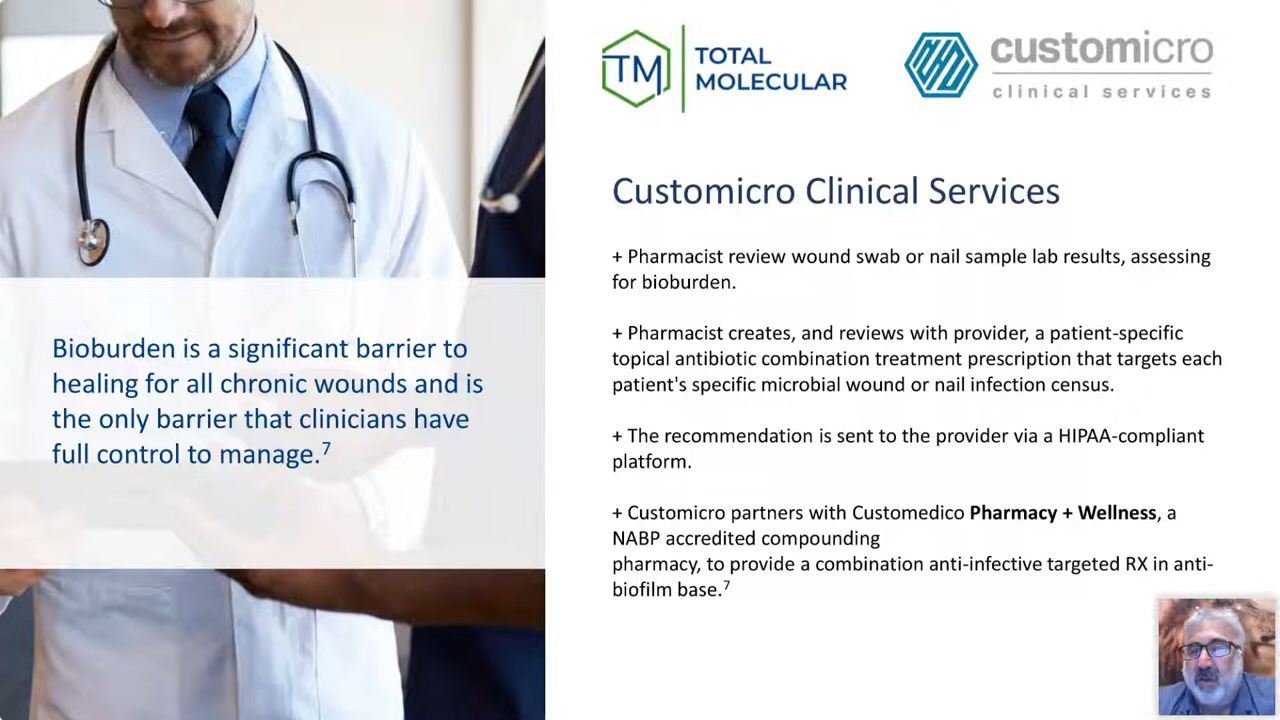 TM
TOTAL
MOLECULAR
customicro
clinical services
Customicro Clinical Services
+ Pharmacist review wound swab or nail sample lab results, assessing
for bioburden.
+ Pharmacist creates, and reviews with provider, a patient-specific
topical antibiotic combination treatment prescription that targets each
patient's specific microbial wound or nail infection census.
+ The recommendation is sent to the provider via a HIPAA-compliant
platform.
+ Customicro partners with Customedico Pharmacy + Wellness, a
NABP accredited compounding
pharmacy, to provide a combination anti-infective targeted RX in anti-
biofilm base.7
Bioburden is a significant barrier to
healing for all chronic wounds and is
the only barrier that clinicians have
full control to manage.7